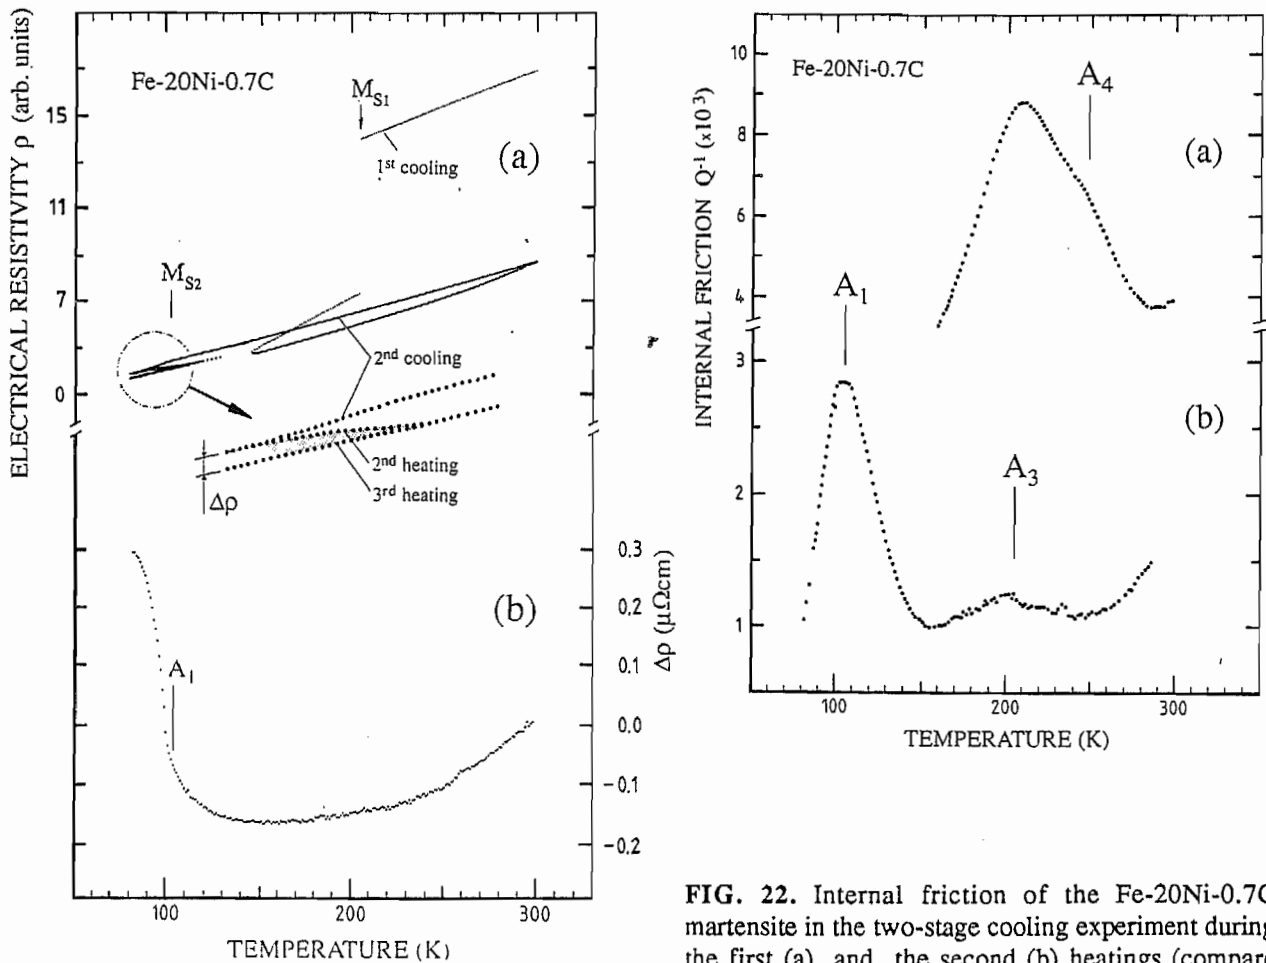 ELECTRICAL RESISTIVITY ρ (arb. units)
Fe-20Ni-0.7C
M_S1
1st cooling
(a)
15
11
7
0
M_S2
2nd cooling
2nd heating
3rd heating
Δρ
(b)
A1
0.3
0.2
0.1
0.0
-0.1
-0.2
Δρ (μΩcm)
100
200
300
TEMPERATURE (K)
INTERNAL FRICTION Q-1 (x10 3)
Fe-20Ni-0.7C
A4
(a)
10
8
6
4
A1
3
2
1
A3
(b)
100
200
300
TEMPERATURE (K)
FIG. 22. Internal friction of the Fe-20Ni-0.7C
martensite in the two-stage cooling experiment during
the first (a) and the second (b) heatings (compare